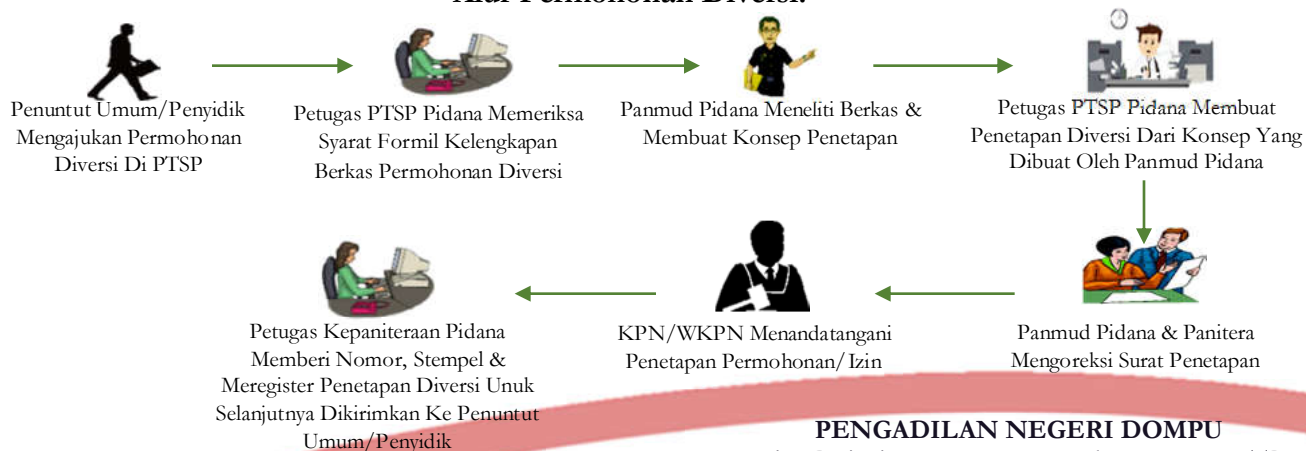 Alur Permohonan Diversi.
Penuntut Umum/Penyidik
Mengajukan Permohonan
Diversi Di PTSP
Petugas PTSP Pidana Memeriksa
Syarat Formil Kelengkapan
Berkas Permohonan Diversi
Panmud Pidana Meneliti Berkas &
Membuat Konsep Penetapan
Petugas PTSP Pidana Membuat
Penetapan Diversi Dari Konsep Yang
Dibuat Oleh Panmud Pidana
Panmud Pidana & Panitera
Mengoreksi Surat Penetapan
KPN/WKPN Menandatangani
Penetapan Permohonan/Izin
Petugas Kepaniteraan Pidana
Memberi Nomor, Stempel &
Meregister Penetapan Diversi Unuk
Selanjutnya Dikirimkan Ke Penuntut
Umum/Penyidik
PENGADILAN NEGERI DOMPU